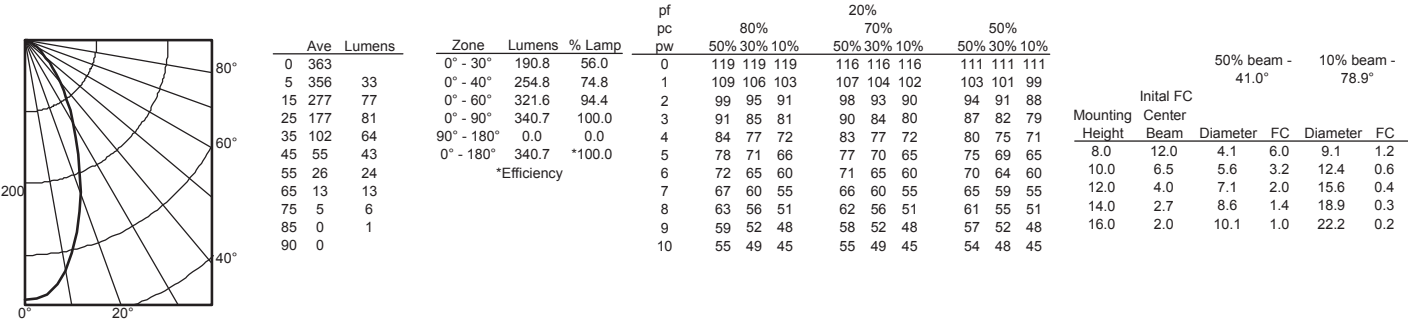 80°
60°
200
40°
0° 20°
Ave Lumens
0 363
5 356 33
15 277 77
25 177 81
35 102 64
45 55 43
55 26 24
65 13 13
75 5 6
85 0 1
90 0
Zone Lumens % Lamp
0° - 30° 190.8 56.0
0° - 40° 254.8 74.8
0° - 60° 321.6 94.4
0° - 90° 340.7 100.0
90° - 180° 0.0 0.0
0° - 180° 340.7 *100.0
*Efficiency
pf 20%
pc 80% 70% 50%
pw 50% 30% 10% 50% 30% 10% 50% 30% 10%
0 119 119 119 116 116 116 111 111 111
1 109 106 103 107 104 102 103 101 99
2 99 95 91 98 93 90 94 91 88
3 91 85 81 90 84 80 87 82 79
4 84 77 72 83 77 72 80 75 71
5 78 71 66 77 70 65 75 69 65
6 72 65 60 71 65 60 70 64 60
7 67 60 55 66 60 55 65 59 55
8 63 56 51 62 56 51 61 55 51
9 59 52 48 58 52 48 57 52 48
10 55 49 45 55 49 45 54 48 45
50% beam - 10% beam -
41.0° 78.9°
Inital FC
Mounting Center
Height Beam Diameter FC Diameter FC
8.0 12.0 4.1 6.0 9.1 1.2
10.0 6.5 5.6 3.2 12.4 0.6
12.0 4.0 7.1 2.0 15.6 0.4
14.0 2.7 8.6 1.4 18.9 0.3
16.0 2.0 10.1 1.0 22.2 0.2